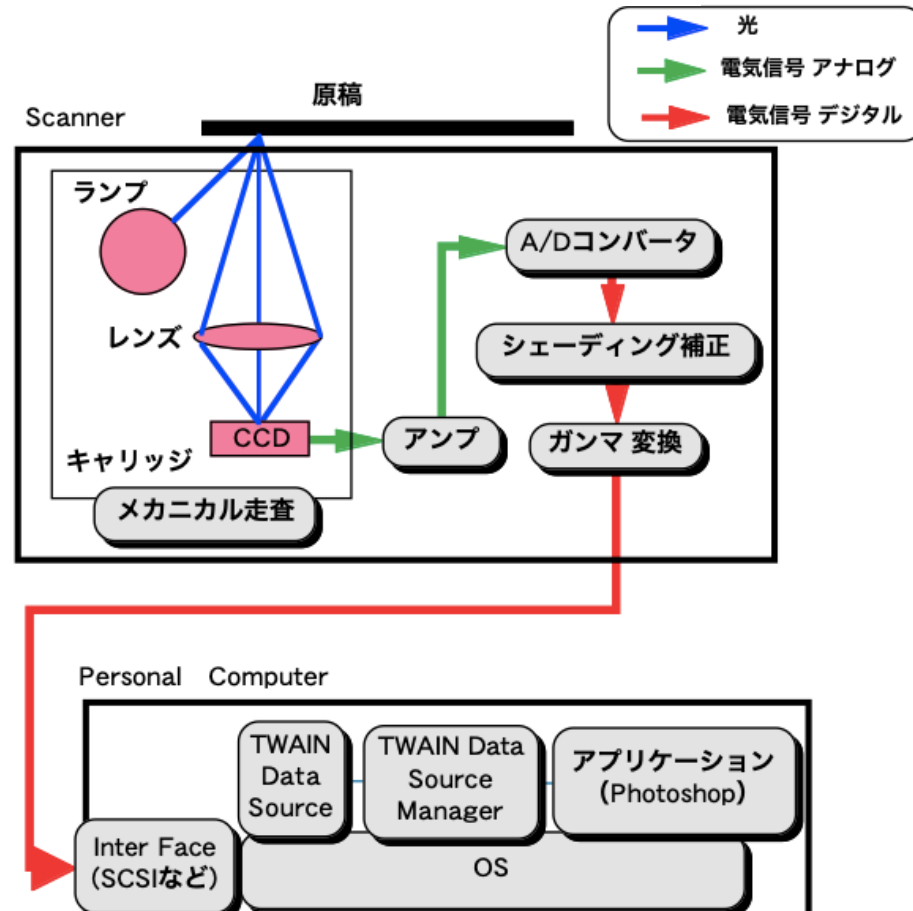 光
電気信号 アナログ
電気信号 デジタル
原稿
Scanner
ランプ
レンズ
CCD
キャリッジ
メカニカル走査
アンプ
A/Dコンバータ
シェーディング補正
ガンマ 変換
Personal Computer
TWAIN
Data
Source
TWAIN Data
Source
Manager
アプリケーション
(Photoshop)
Inter Face
(SCSIなど)
OS